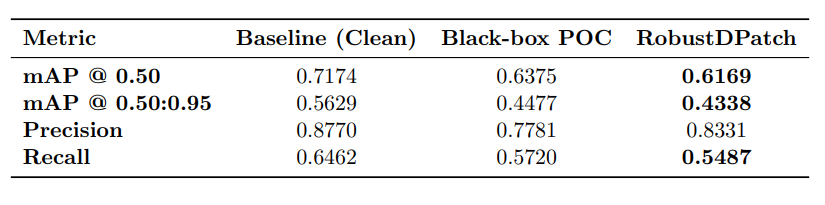 Metric Baseline (Clean) Black-box POC RobustDPatch
mAP @ 0.50 0.7174 0.6375 0.6169
mAP @ 0.50:0.95 0.5629 0.4477 0.4338
Precision 0.8770 0.7781 0.8331
Recall 0.6462 0.5720 0.5487